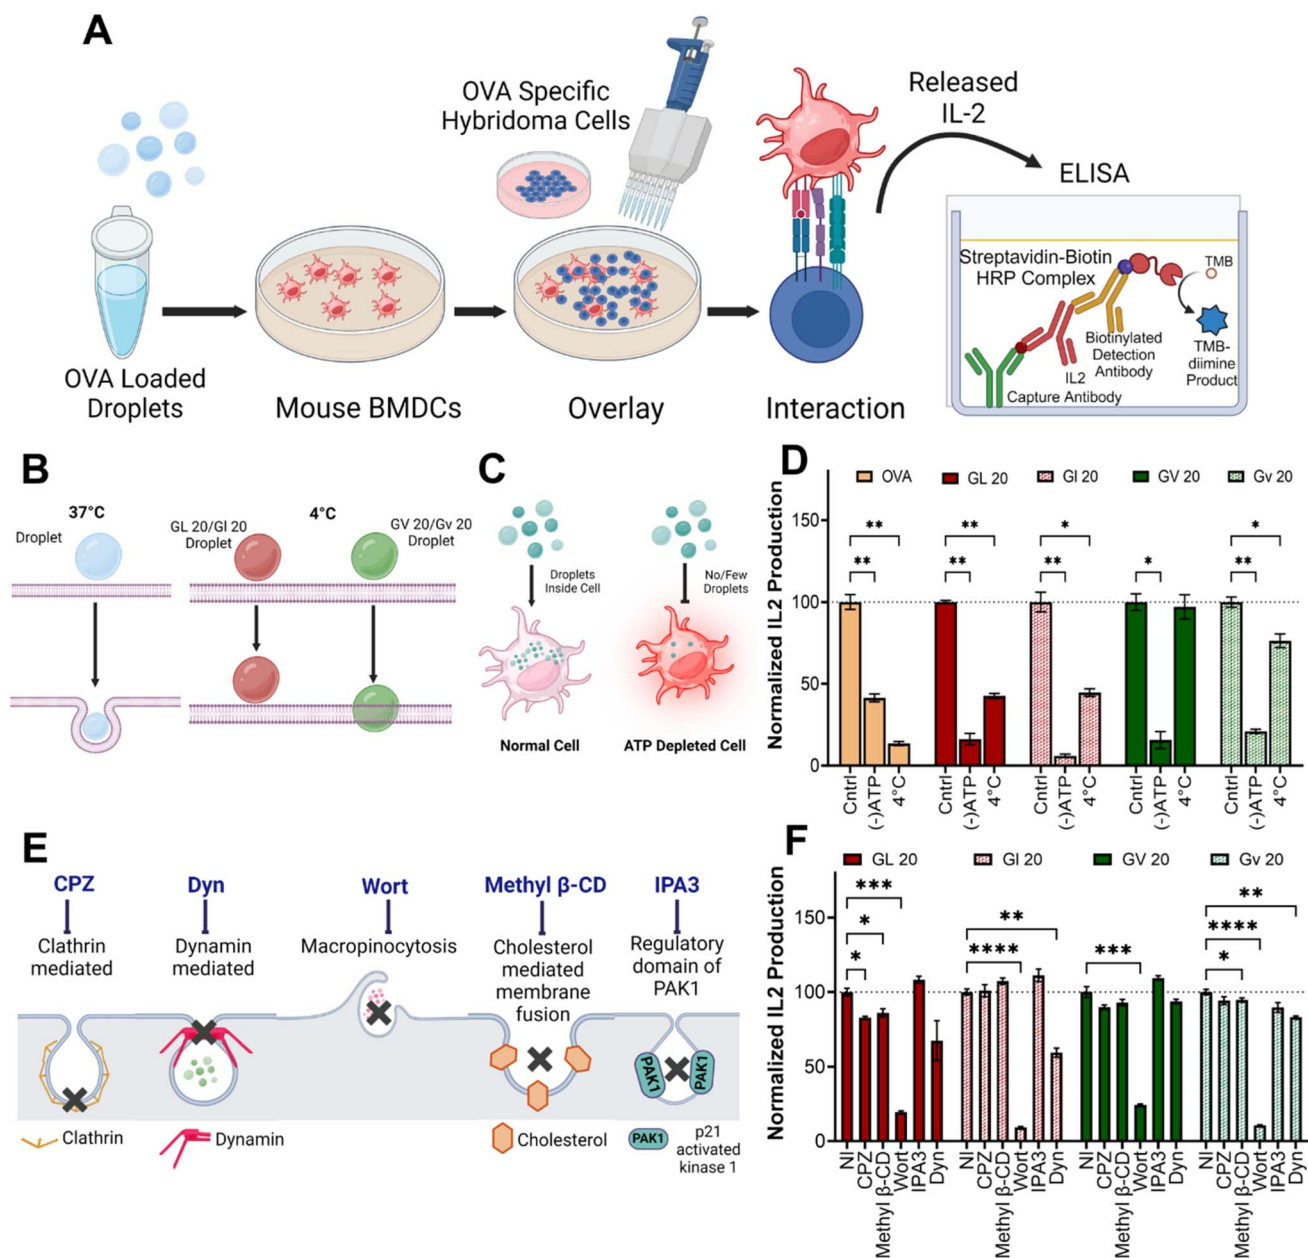 A
OVA Specific
Hybridoma Cells
Released
IL-2
ELISA
Streptavidin-Biotin
HRP Complex
TMB
TMB-
diimine
Product
Biotinylated
Detection
Antibody
IL2
Capture Antibody
OVA Loaded
Droplets
Mouse BMDCs
Overlay
Interaction
B
37°C
Droplet
GL 20/Gl 20
Droplet
4°C
GV 20/Gv 20
Droplet
C
Droplets
Inside Cell
No/Few
Droplets
Normal Cell
ATP Depleted Cell
D
OVA
GL 20
Gl 20
GV 20
Gv 20
Normalized IL2 Production
150
100
50
0
**
**
**
**
*
**
*
*
**
Cntrl
(-)ATP
4°C
Cntrl
(-)ATP
4°C
Cntrl
(-)ATP
4°C
Cntrl
(-)ATP
4°C
Cntrl
(-)ATP
4°C
E
CPZ
Dyn
Wort
Methyl β-CD
IPA3
Clathrin
mediated
Dynamin
mediated
Macropinocytosis
Cholesterol
mediated
membrane
fusion
Regulatory
domain of
PAK1
PAK1
PAK1
Clathrin
Dynamin
Cholesterol
PAK1
p21
activated
kinase 1
F
GL 20
Gl 20
GV 20
Gv 20
Normalized IL2 Production
150
100
50
0
***
*
*
**
****
***
**
****
*
NI
CPZ
Methyl β-CD
Wort
IPA3
Dyn
NI
CPZ
Methyl β-CD
Wort
IPA3
Dyn
NI
CPZ
Methyl β-CD
Wort
IPA3
Dyn
NI
CPZ
Methyl β-CD
Wort
IPA3
Dyn